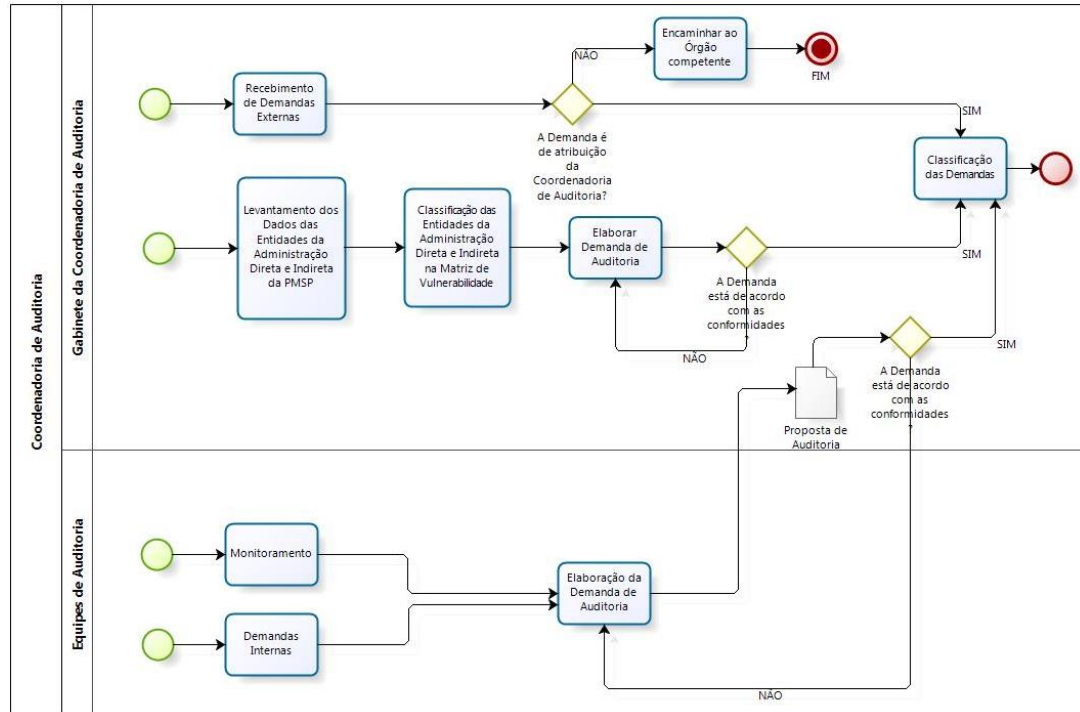 Coordenadoria de Auditoria
Gabinete da Coordenadoria de Auditoria
Recebimento
de Demandas
Externas
A Demanda é
de atribuição
da
Coordenadoria
de Auditoria?
NÃO
Encaminhar ao
Órgão
competente
FIM
SIM
Classificação
das Demandas
Levantamento dos
Dados das
Entidades da
Administração
Direta e Indireta
da PMSP
Classificação das
Entidades da
Administração
Direta e Indireta
na Matriz de
Vulnerabilidade
Elaborar
Demanda de
Auditoria
A Demanda
está de acordo
com as
conformidades
NÃO
SIM
Proposta de
Auditoria
A Demanda
está de acordo
com as
conformidades
SIM
Equipes de Auditoria
Monitoramento
Demandas
Internas
Elaboração da
Demanda de
Auditoria
NÃO